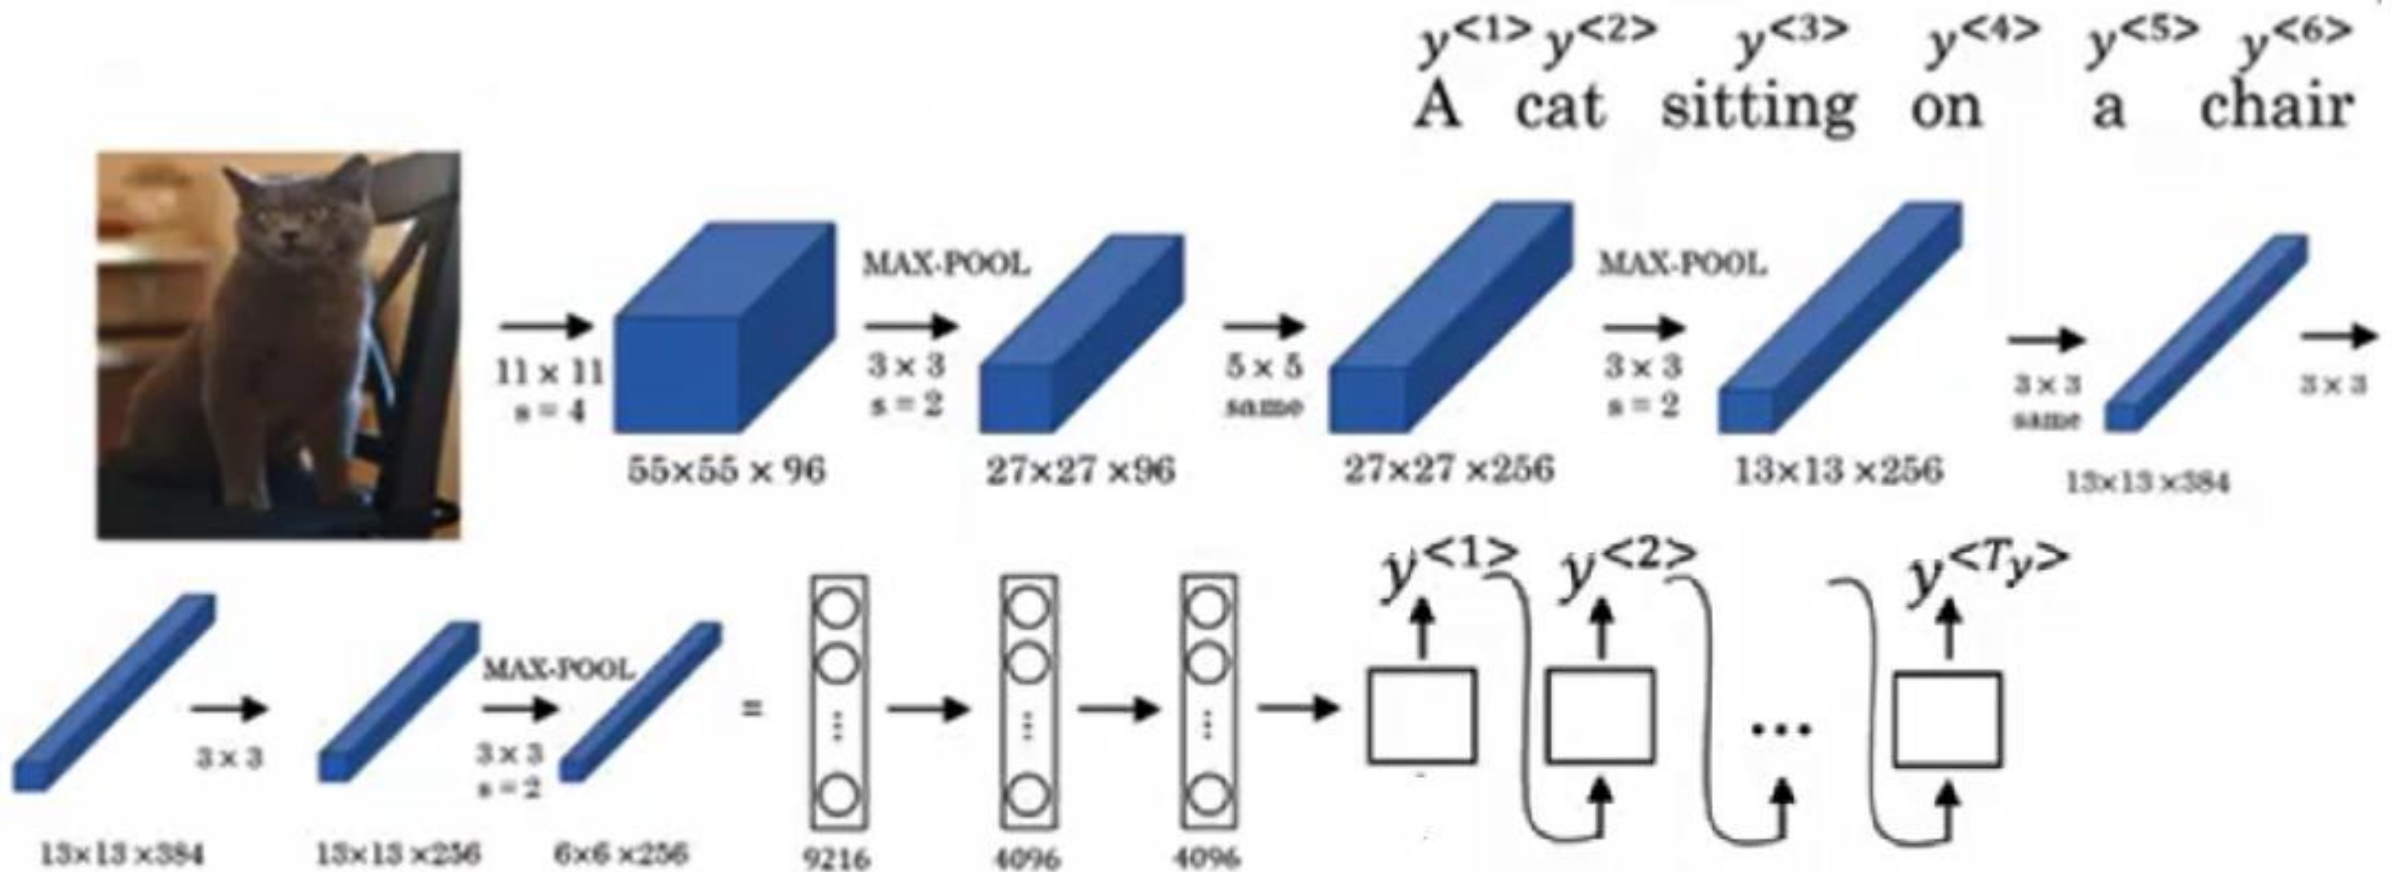 y<1> y<2> y<3> y<4> y<5> y<6>
A cat sitting on a chair
MAX-POOL
MAX-POOL
11 × 11
s = 4
3 × 3
s = 2
5 × 5
same
3 × 3
s = 2
3 × 3
same
3 × 3
55×55 × 96
27×27 ×96
27×27 ×256
13×13 ×256
13×13 ×384
y<1> y<2> y<Ty>
MAX-POOL
3 × 3
3 × 3
s = 2
=
...
13×13 ×384
13×13 ×256
6×6 ×256
9216
4096
4096